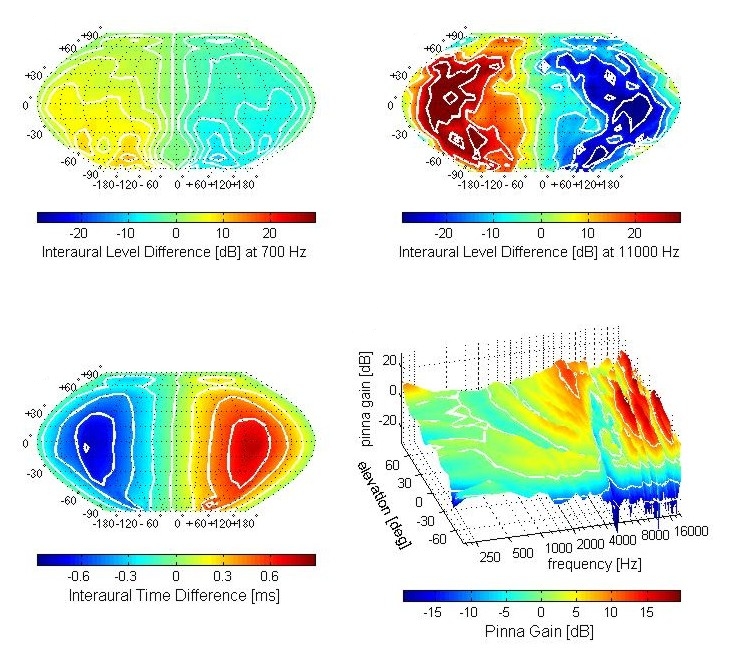 +90
+60
+30
0
-30
-60
-90
-180-120- 60 0 +60+120+180
-20 -10 0 10 20
Interaural Level Difference [dB] at 700 Hz
+90
+60
+30
0
-30
-60
-90
-180-120- 60 0 +60+120+180
-20 -10 0 10 20
Interaural Level Difference [dB] at 11000 Hz
+90
+60
+30
0
-30
-60
-90
-180-120- 60 0 +60+120+180
-0.6 -0.3 0 0.3 0.6
Interaural Time Difference [ms]
20
0
-20
pinna gain [dB]
60
30
0
-30
-60
elevation [deg]
250 500 1000 2000 4000 8000 16000
frequency [Hz]
-15 -10 -5 0 5 10 15
Pinna Gain [dB]